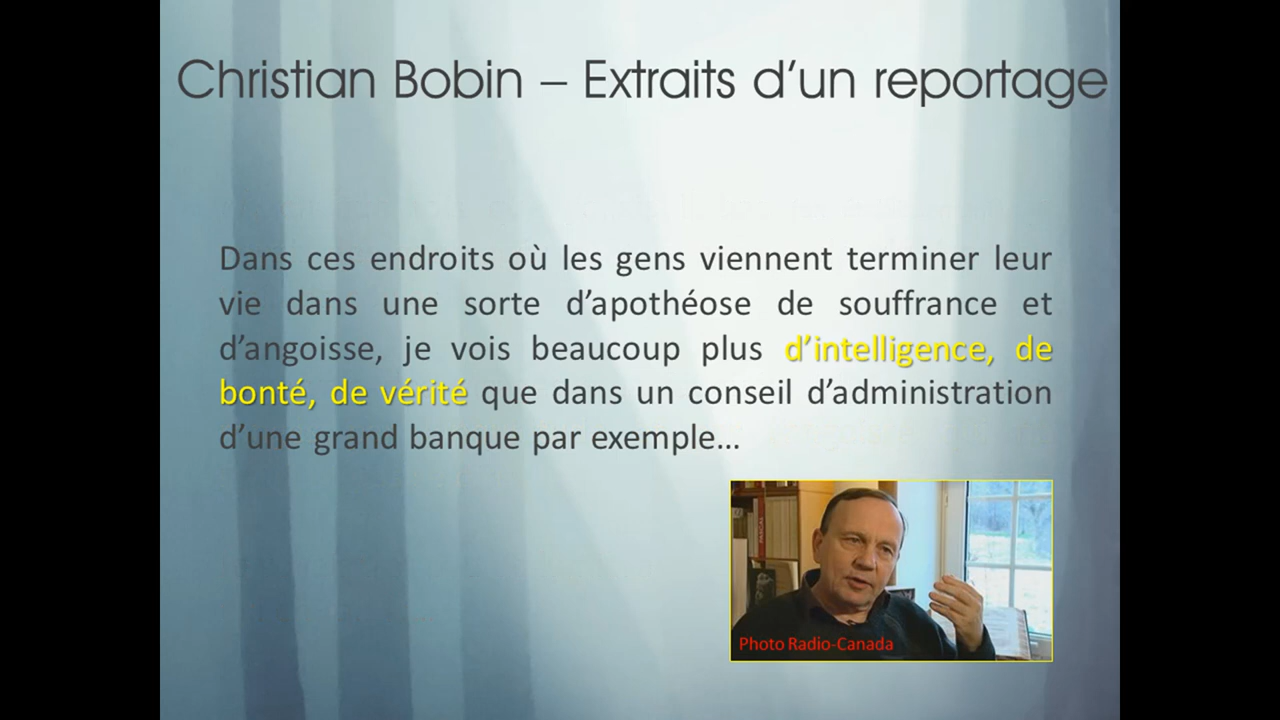 Christian Bobin – Extraits d'un reportage
Dans ces endroits où les gens viennent terminer leur
vie dans une sorte d'apothéose de souffrance et
d'angoisse, je vois beaucoup plus d'intelligence, de
bonté, de vérité que dans un conseil d'administration
d'une grand banque par exemple...
PASCAL
Photo Radio-Canada